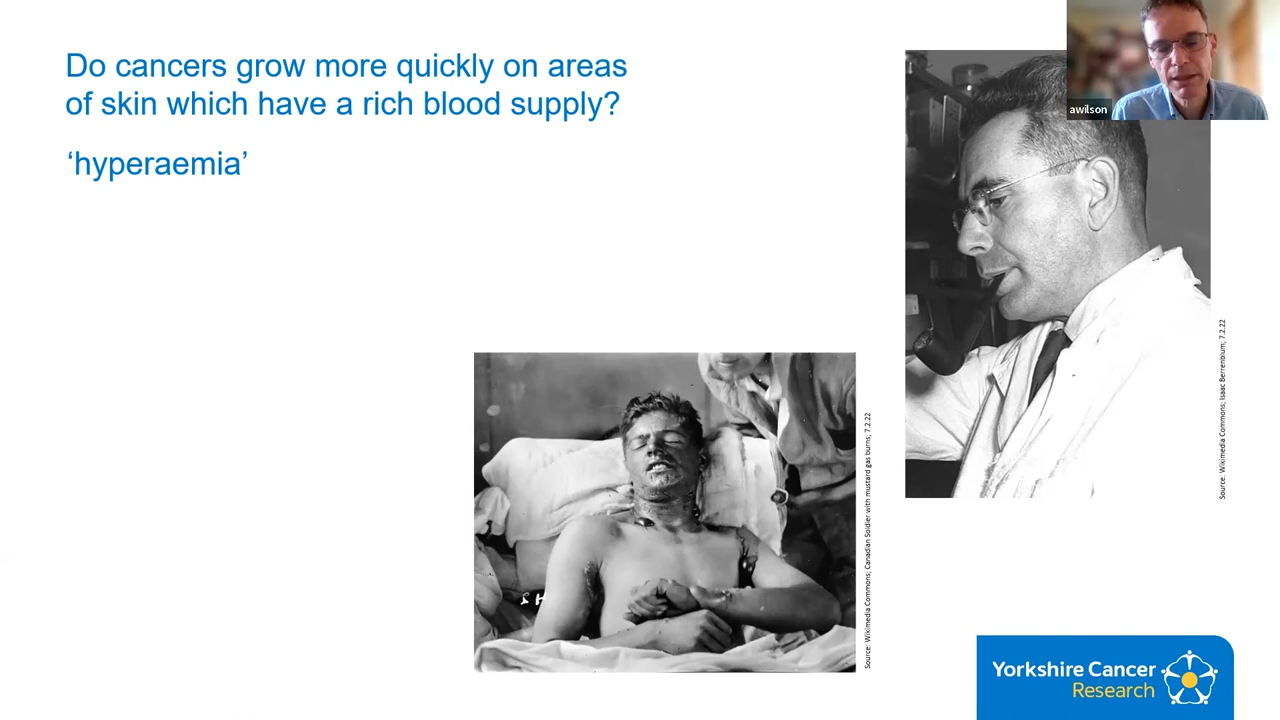 Do cancers grow more quickly on areas
of skin which have a rich blood supply?
‘hyperaemia’
awilson
Source: Wikimedia Commons; Isaac Berrenblum; 7.2.22
Source: Wikimedia Commons; Canadian Soldier with mustard gas burns; 7.2.22
Yorkshire Cancer
Research